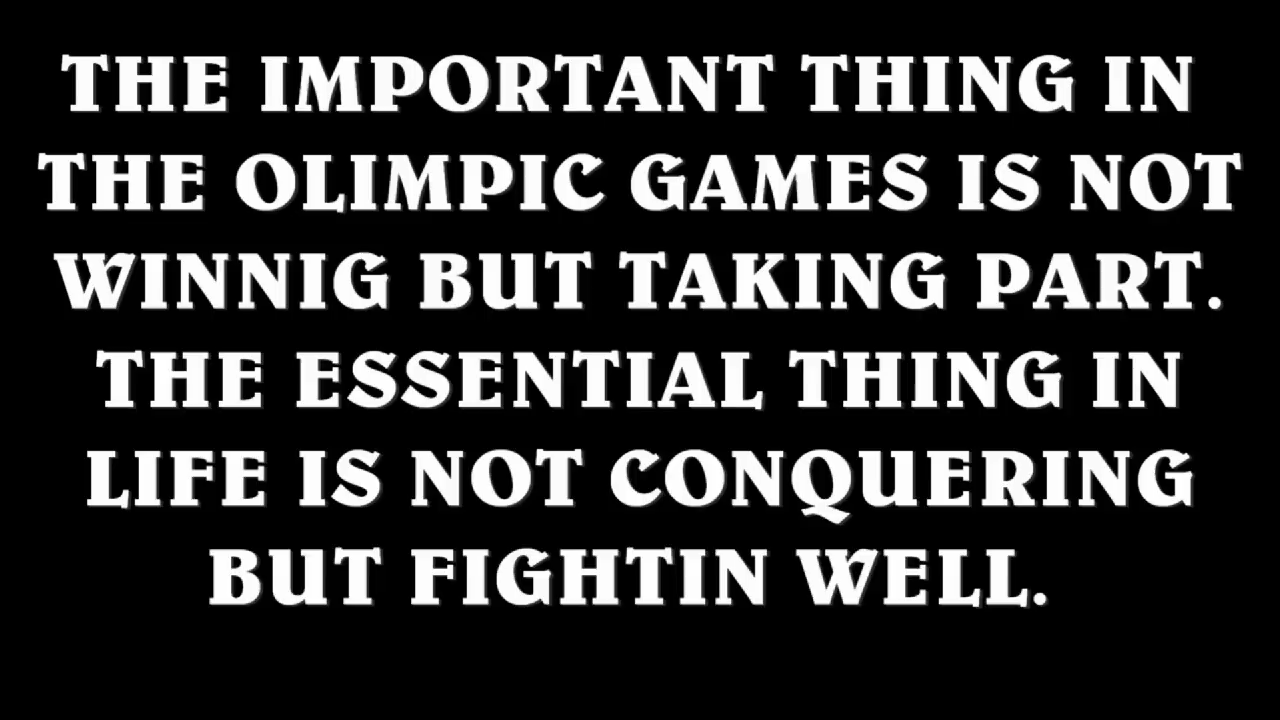 THE IMPORTANT THING IN
THE OLIMPIC GAMES IS NOT
WINNIG BUT TAKING PART.
THE ESSENTIAL THING IN
LIFE IS NOT CONQUERING
BUT FIGHTIN WELL.